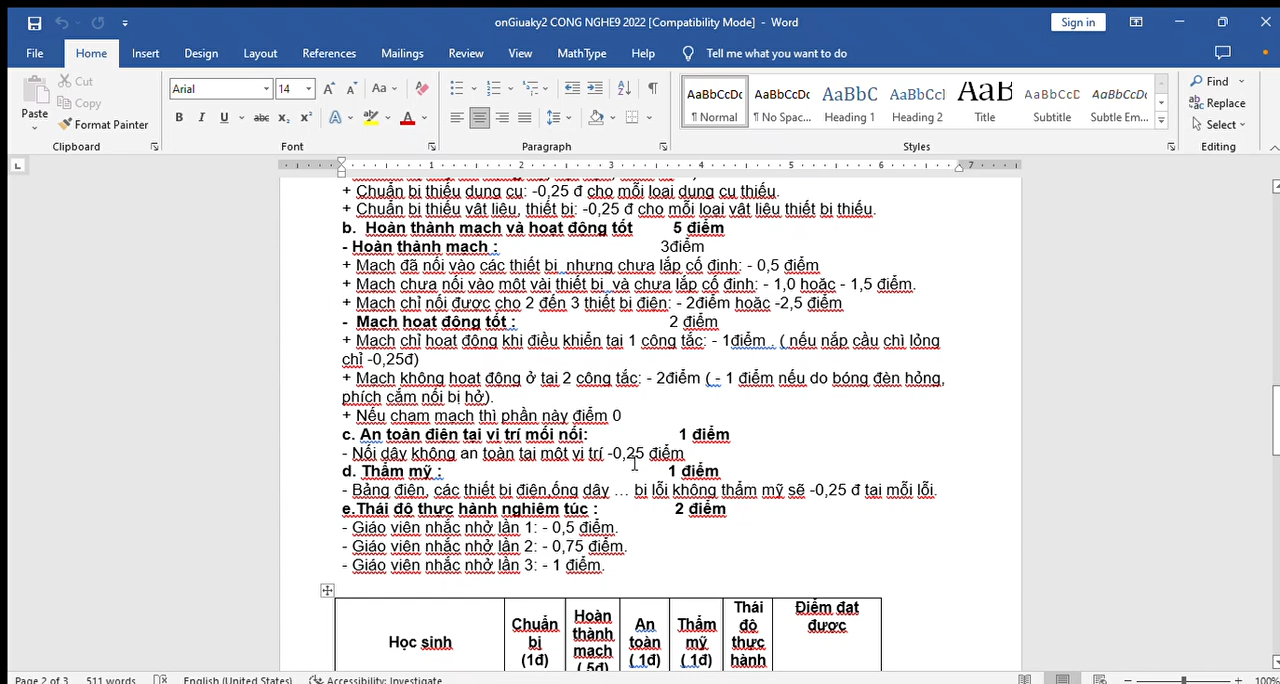 onGiuaky2 CONG NGHE9 2022 [Compatibility Mode] - Word
Sign in
File Home Insert Design Layout References Mailings Review View MathType Help Tell me what you want to do
Paste
Cut
Copy
Format Painter
Clipboard
Arial 14
Font
Paragraph
AaBbCcDc AaBbCcDc AaBbC AaBbCcl AaB AaBbCcC AaBbCcDc
¶ Normal ¶ No Spac... Heading 1 Heading 2 Title Subtitle Subtle Em...
Styles
Find
Replace
Select
Editing
1 2 3 4 5 6 7
+ Chuẩn bị thiếu dụng cụ: -0,25 đ cho mỗi loại dụng cụ thiếu.
+ Chuẩn bị thiếu vật liệu, thiết bị: -0,25 đ cho mỗi loại vật liệu thiết bị thiếu.
b. Hoàn thành mạch và hoạt động tốt 5 điểm
- Hoàn thành mạch : 3điểm
+ Mạch đã nối vào các thiết bị nhưng chưa lắp cố định: - 0,5 điểm
+ Mạch chưa nối vào một vài thiết bị và chưa lắp cố định: - 1,0 hoặc - 1,5 điểm.
+ Mạch chỉ nối được cho 2 đến 3 thiết bị điện: - 2điểm hoặc -2,5 điểm
- Mạch hoạt động tốt : 2 điểm
+ Mạch chỉ hoạt động khi điều khiển tại 1 công tắc: - 1điểm . ( nếu nắp cầu chì lỏng
chỉ -0,25đ)
+ Mạch không hoạt động ở tại 2 công tắc: - 2điểm ( - 1 điểm nếu do bóng đèn hỏng,
phích cắm nối bị hở).
+ Nếu chạm mạch thì phần này điểm 0
c. An toàn điện tại vị trí mối nối: 1 điểm
- Nối dây không an toàn tại một vị trí -0,25 điểm
d. Thẩm mỹ : 1 điểm
- Bảng điện, các thiết bị điện,ống dây … bị lỗi không thẩm mỹ sẽ -0,25 đ tại mỗi lỗi.
e.Thái độ thực hành nghiêm túc : 2 điểm
- Giáo viên nhắc nhở lần 1: - 0,5 điểm.
- Giáo viên nhắc nhở lần 2: - 0,75 điểm.
- Giáo viên nhắc nhở lần 3: - 1 điểm.
Học sinh
Chuẩn
bị
(1đ)
Hoàn
thành
mạch
( 5đ)
An
toàn
( 1đ)
Thẩm
mỹ
( 1đ)
Thái
độ
thực
hành
Điểm đạt
được
Page 2 of 3 511 words English (United States) Accessibility: Investigate 100%